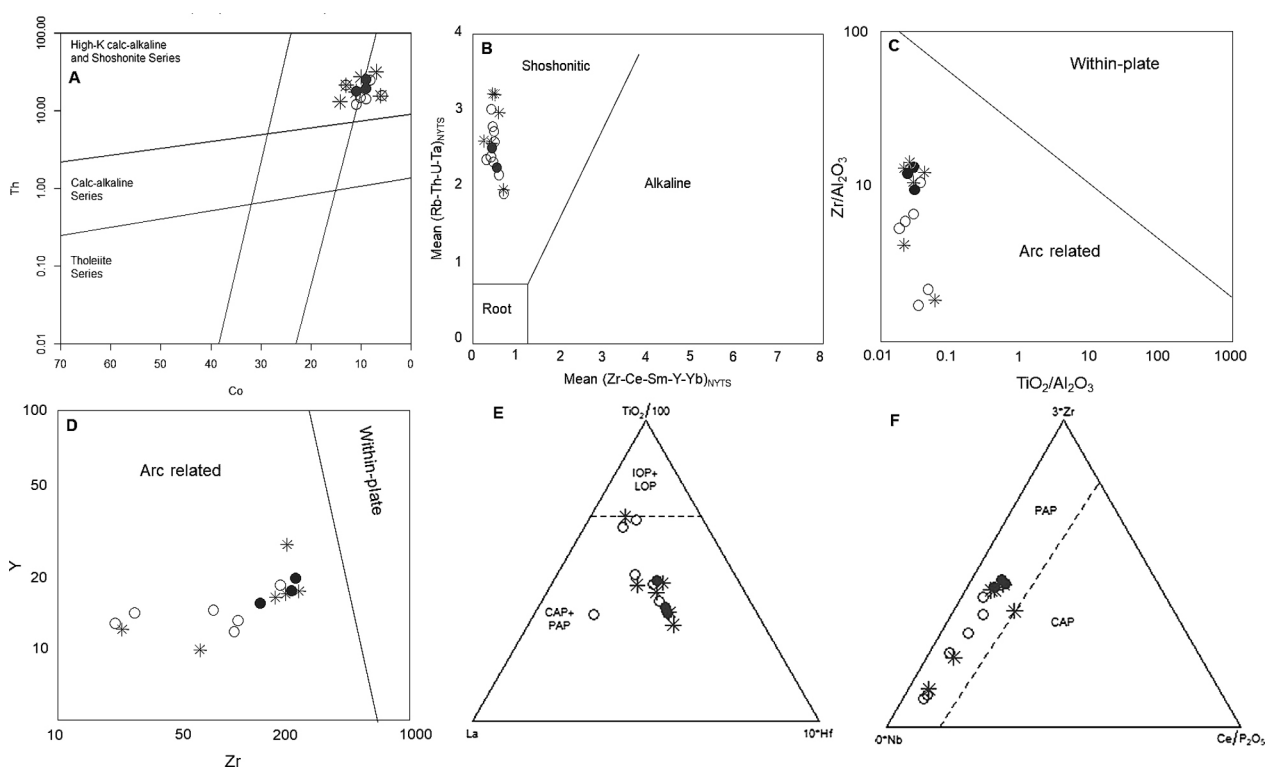 High-K calc-alkaline
and Shoshonite Series
A
Calc-alkaline
Series
Tholeiite
Series
100.00
10.00
1.00
0.10
0.01
Th
70
60
50
40
30
20
10
0
Co
B
Shoshonitic
Alkaline
Root
4
3
2
1
0
Mean (Rb-Th-U-Ta)NYTS
0
1
2
3
4
5
6
7
8
Mean (Zr-Ce-Sm-Y-Yb)NYTS
C
Within-plate
Arc related
100
10
Zr/Al2O3
0.01
0.1
1
10
100
1000
TiO2/Al2O3
D
Arc related
Within-plate
100
50
20
10
Y
10
50
200
1000
Zr
E
TiO2/100
IOP+
LOP
CAP+
PAP
La
10*Hf
F
3*Zr
PAP
CAP
0*Nb
Ce/P2O5